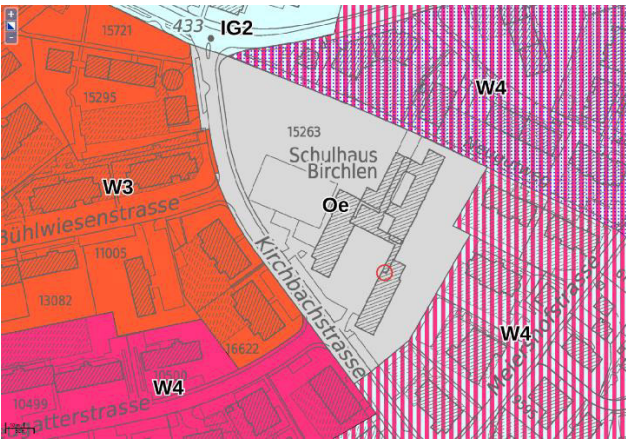 433
IG2
15721
15295
W4
15263
Schulhaus
Birchlen
Oe
W3
Bühlwiesenstrasse
Kirchbachstrasse
11005
13082
16622
W4
W4
10500
10499
atterstrasse